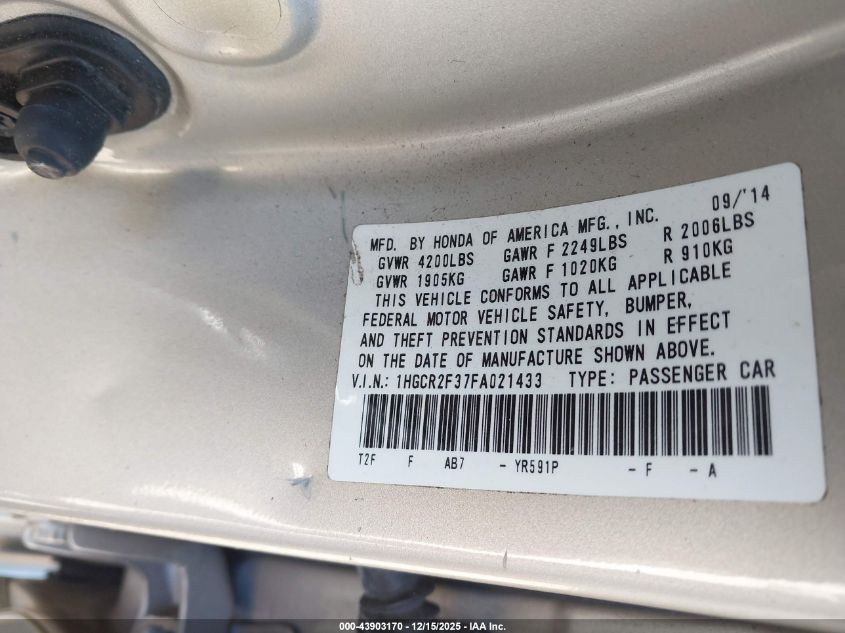 09/'14
MFD. BY HONDA OF AMERICA MFG., INC.
GVWR 4200LBS GAWR F 2249LBS R 2006LBS
GVWR 1905KG GAWR F 1020KG R 910KG
THIS VEHICLE CONFORMS TO ALL APPLICABLE
FEDERAL MOTOR VEHICLE SAFETY, BUMPER,
AND THEFT PREVENTION STANDARDS IN EFFECT
ON THE DATE OF MANUFACTURE SHOWN ABOVE.
V.I.N.: 1HGCR2F37FA021433 TYPE: PASSENGER CAR
T2F F AB7 - YR591P - F - A
000-43903170 - 12/15/2025 - IAA Inc.